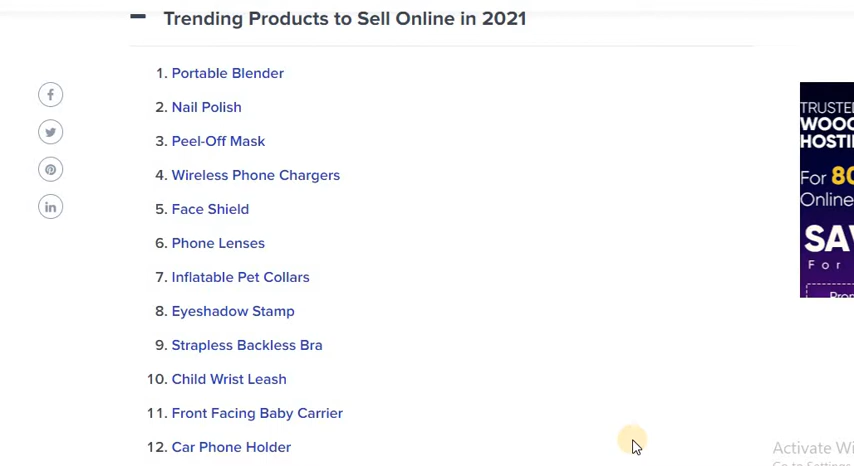 Trending Products to Sell Online in 2021
1. Portable Blender
2. Nail Polish
3. Peel-Off Mask
4. Wireless Phone Chargers
5. Face Shield
6. Phone Lenses
7. Inflatable Pet Collars
8. Eyeshadow Stamp
9. Strapless Backless Bra
10. Child Wrist Leash
11. Front Facing Baby Carrier
12. Car Phone Holder
TRUSTE
WOOC
HOSTI
For 80
Online
SAV
For
Activate Wi